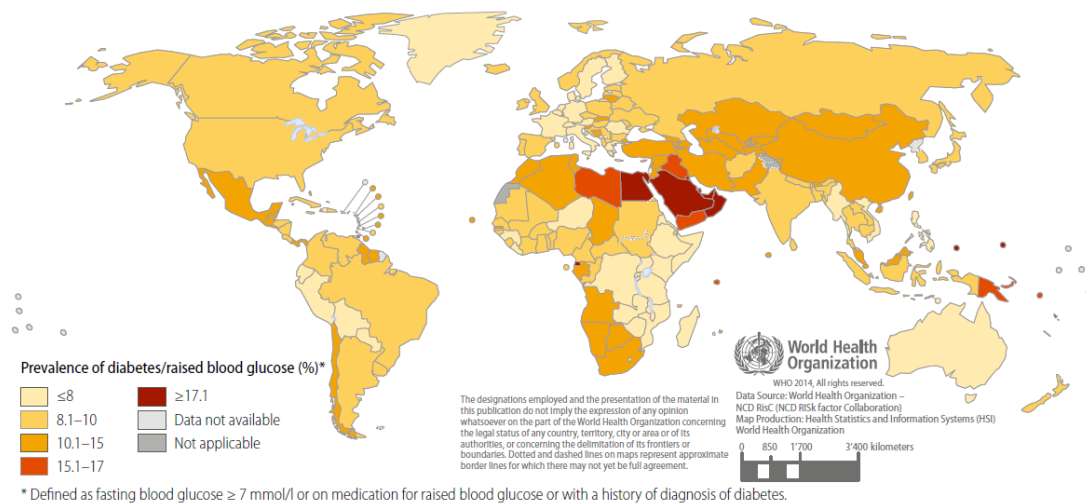 Prevalence of diabetes/raised blood glucose (%)*
≤8
8.1–10
10.1–15
15.1–17
≥17.1
Data not available
Not applicable
The designations employed and the presentation of the material in
this publication do not imply the expression of any opinion
whatsoever on the part of the World Health Organization concerning
the legal status of any country, territory, city or area or of its
authorities, or concerning the delimitation of its frontiers or
boundaries. Dotted and dashed lines on maps represent approximate
border lines for which there may not yet be full agreement.
World Health
Organization
WHO 2014, All rights reserved.
Data Source: World Health Organization –
NCD RisC (NCD RISk factor Collaboration)
Map Production: Health Statistics and Information Systems (HSI)
World Health Organization
0 850 1'700 3'400 kilometers
* Defined as fasting blood glucose ≥ 7 mmol/l or on medication for raised blood glucose or with a history of diagnosis of diabetes.